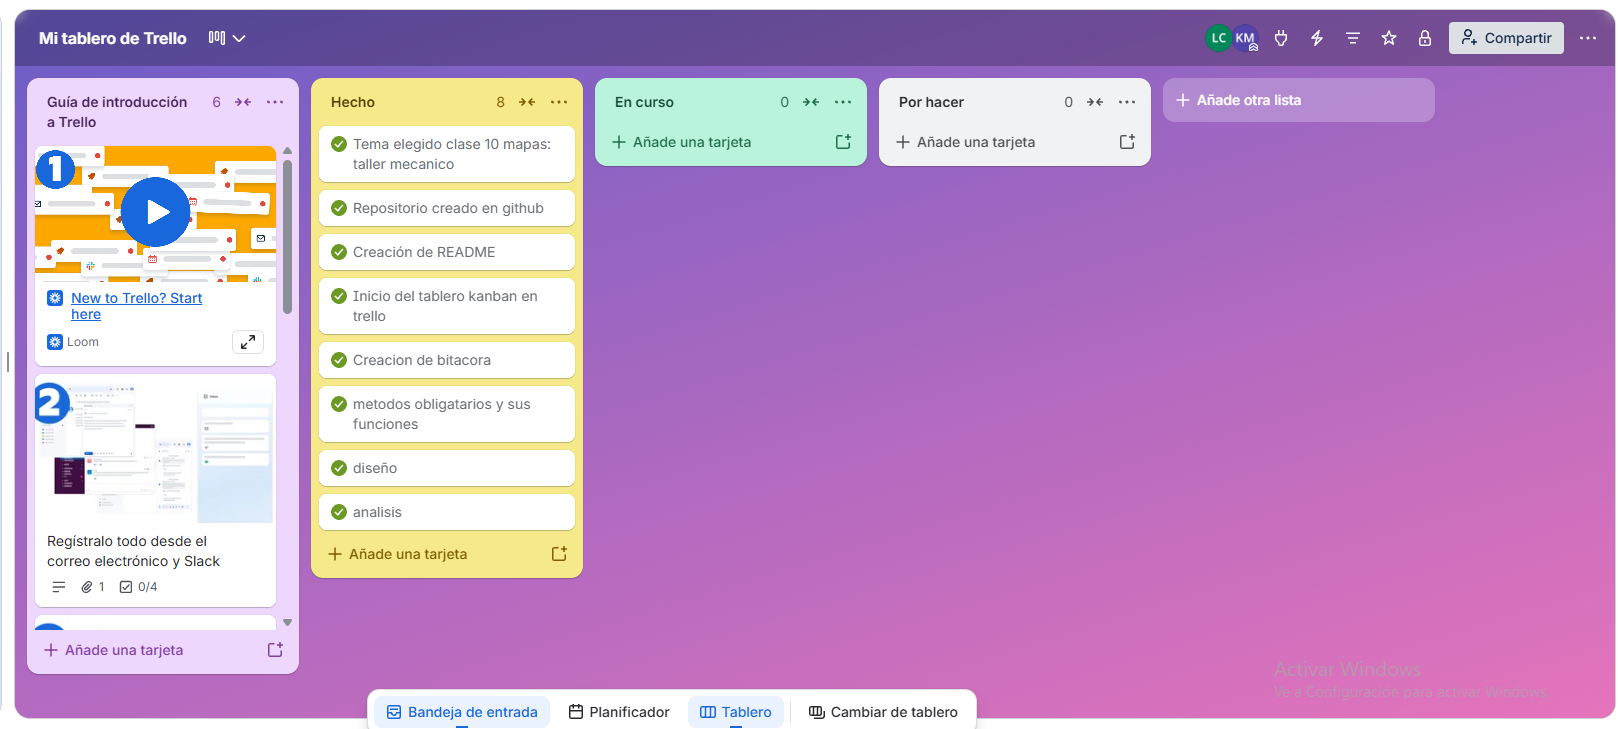 Mi tablero de Trello
LC
KM
Compartir
Guía de introducción
a Trello
6
1
New to Trello? Start
here
Loom
2
Regístralo todo desde el
correo electrónico y Slack
1
0/4
Añade una tarjeta
Hecho
8
Tema elegido clase 10 mapas:
taller mecanico
Repositorio creado en github
Creación de README
Inicio del tablero kanban en
trello
Creacion de bitacora
metodos obligatarios y sus
funciones
diseño
analisis
Añade una tarjeta
En curso
0
Añade una tarjeta
Por hacer
0
Añade una tarjeta
Añade otra lista
Activar Windows
Ve a Configuración para activar Windows.
Bandeja de entrada
Planificador
Tablero
Cambiar de tablero